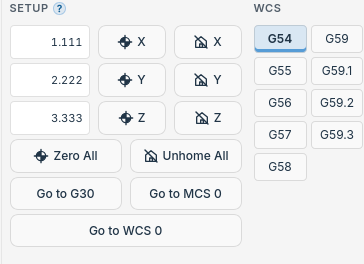 SETUP ?
WCS
1.111 X X
2.222 Y Y
3.333 Z Z
Zero All Unhome All
Go to G30 Go to MCS 0
Go to WCS 0
G54 G59
G55 G59.1
G56 G59.2
G57 G59.3
G58